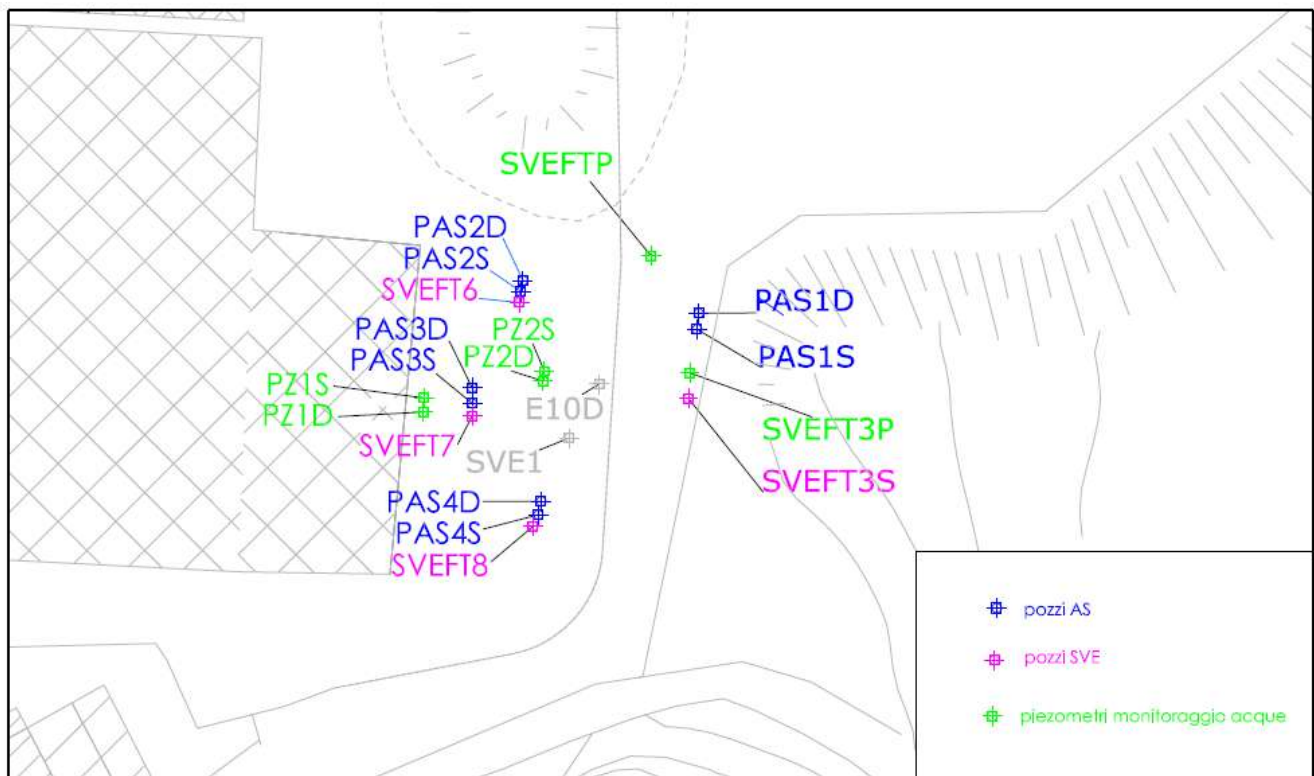 SVEFTP
PAS2D
PAS2S
SVEFT6
PAS1D
PAS3D
PZ2S
PAS3S
PZ2D
PAS1S
PZ1S
PZ1D
E10D
SVEFT7
SVEFT3P
SVE1
SVEFT3S
PAS4D
PAS4S
SVEFT8
pozzi AS
pozzi SVE
piezometri monitoraggio acque